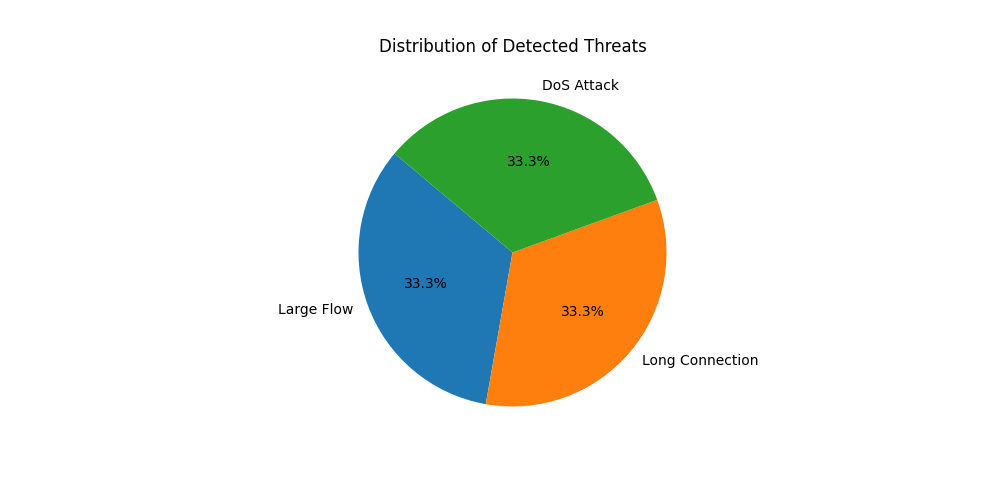 Distribution of Detected Threats
DoS Attack
33.3%
33.3%
Large Flow
33.3%
Long Connection